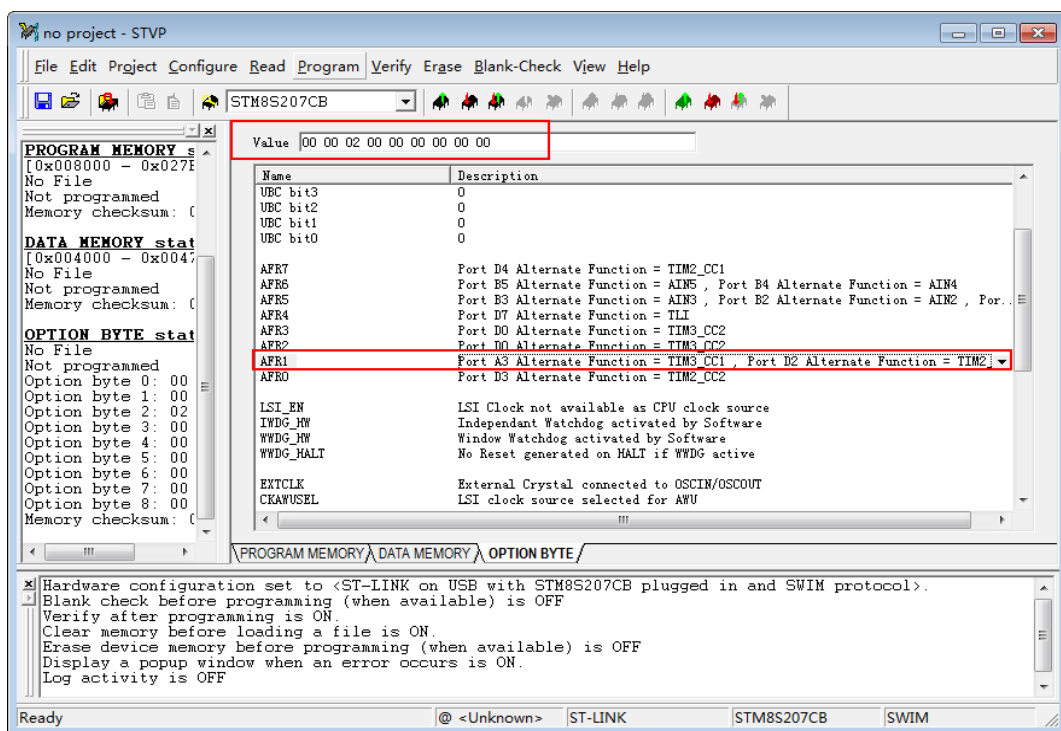 no project - STVP
File Edit Project Configure Read Program Verify Erase Blank-Check View Help
STM8S207CB
PROGRAM MEMORY s
[0x008000 - 0x027E
No File
Not programmed
Memory checksum: (
DATA MEMORY stat
[0x004000 - 0x004
No File
Not programmed
Memory checksum: (
OPTION BYTE stat
No File
Not programmed
Option byte 0: 00
Option byte 1: 00
Option byte 2: 02
Option byte 3: 00
Option byte 4: 00
Option byte 5: 00
Option byte 6: 00
Option byte 7: 00
Option byte 8: 00
Memory checksum: (
Value 00 00 02 00 00 00 00 00 00
Name Description
UBC bit3 0
UBC bit2 0
UBC bit1 0
UBC bit0 0
AFR7 Port D4 Alternate Function = TIM2_CC1
AFR6 Port B5 Alternate Function = AIN5 , Port B4 Alternate Function = AIN4
AFR5 Port B3 Alternate Function = AIN3 , Port B2 Alternate Function = AIN2 , Por..
AFR4 Port D7 Alternate Function = TLI
AFR3 Port D0 Alternate Function = TIM3_CC2
AFR2 Port D0 Alternate Function = TIM3_CC2
AFR1 Port A3 Alternate Function = TIM3_CC1 , Port D2 Alternate Function = TIM2_
AFR0 Port D3 Alternate Function = TIM2_CC2
LSI_EN LSI Clock not available as CPU clock source
IWDG_HW Independant Watchdog activated by Software
WWDG_HW Window Watchdog activated by Software
WWDG_HALT No Reset generated on HALT if WWDG active
EXTCLK External Crystal connected to OSCIN/OSCOUT
CKAWUSEL LSI clock source selected for AWU
PROGRAM MEMORY DATA MEMORY OPTION BYTE
Hardware configuration set to <ST-LINK on USB with STM8S207CB plugged in and SWIM protocol>.
Blank check before programming (when available) is OFF
Verify after programming is ON.
Clear memory before loading a file is ON.
Erase device memory before programming (when available) is OFF
Display a popup window when an error occurs is ON.
Log activity is OFF
Ready @ <Unknown> ST-LINK STM8S207CB SWIM